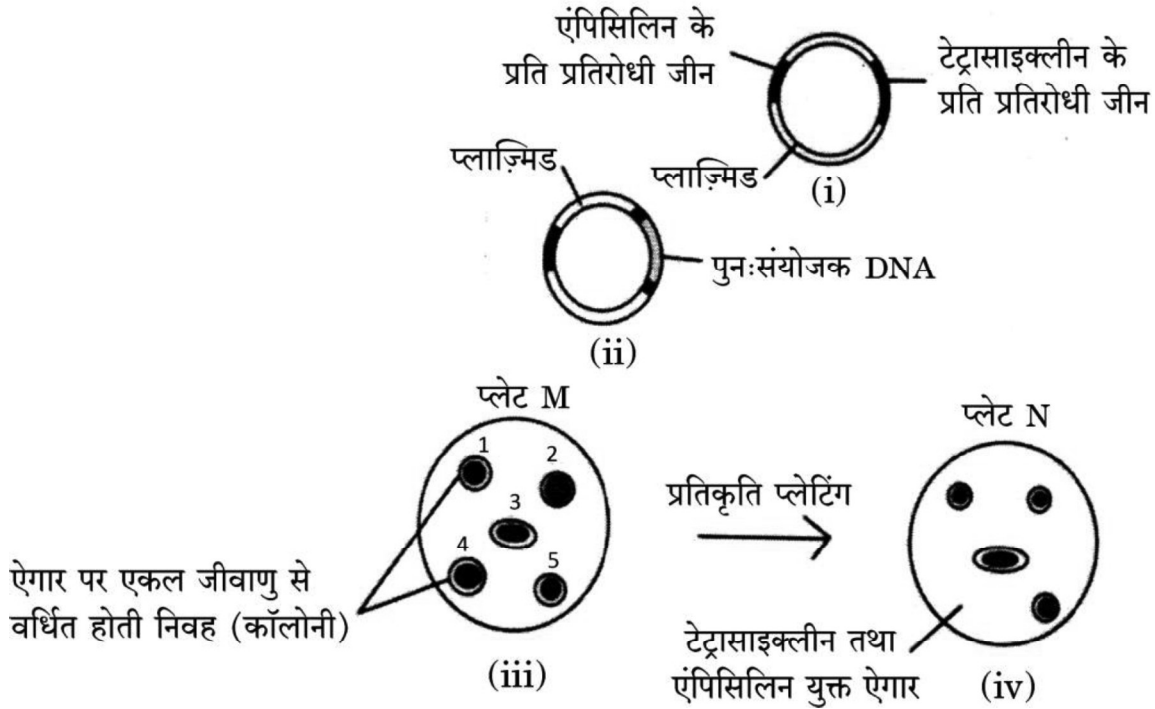 एंपिसिलिन के
प्रति प्रतिरोधी जीन
टेट्रासाइक्लीन के
प्रति प्रतिरोधी जीन
प्लाज़्मिड
(i)
प्लाज़्मिड
पुनःसंयोजक DNA
(ii)
प्लेट M
1
2
3
4
5
ऐगार पर एकल जीवाणु से
वर्धित होती निवह (कॉलोनी)
(iii)
प्रतिकृति प्लेटिंग
प्लेट N
टेट्रासाइक्लीन तथा
एंपिसिलिन युक्त ऐगार
(iv)